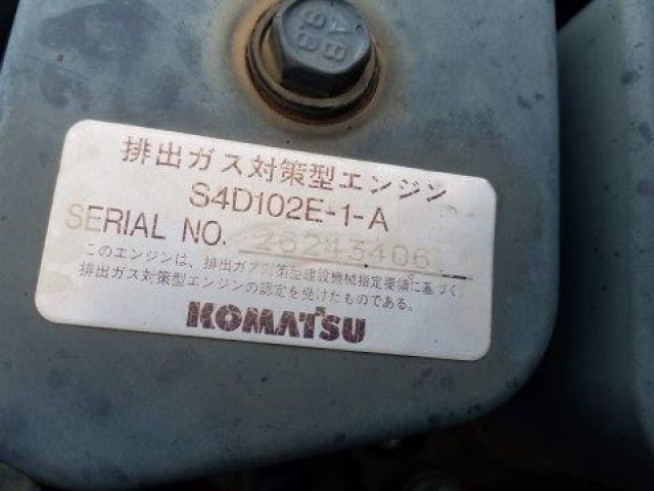 排出ガス対策型エンジン
S4D102E-1-A
SERIAL NO. 26243406
このエンジンは、排出ガス対策型建設機械指定要領に基づく
排出ガス対策型エンジンの認定を受けたものである。
KOMATSU